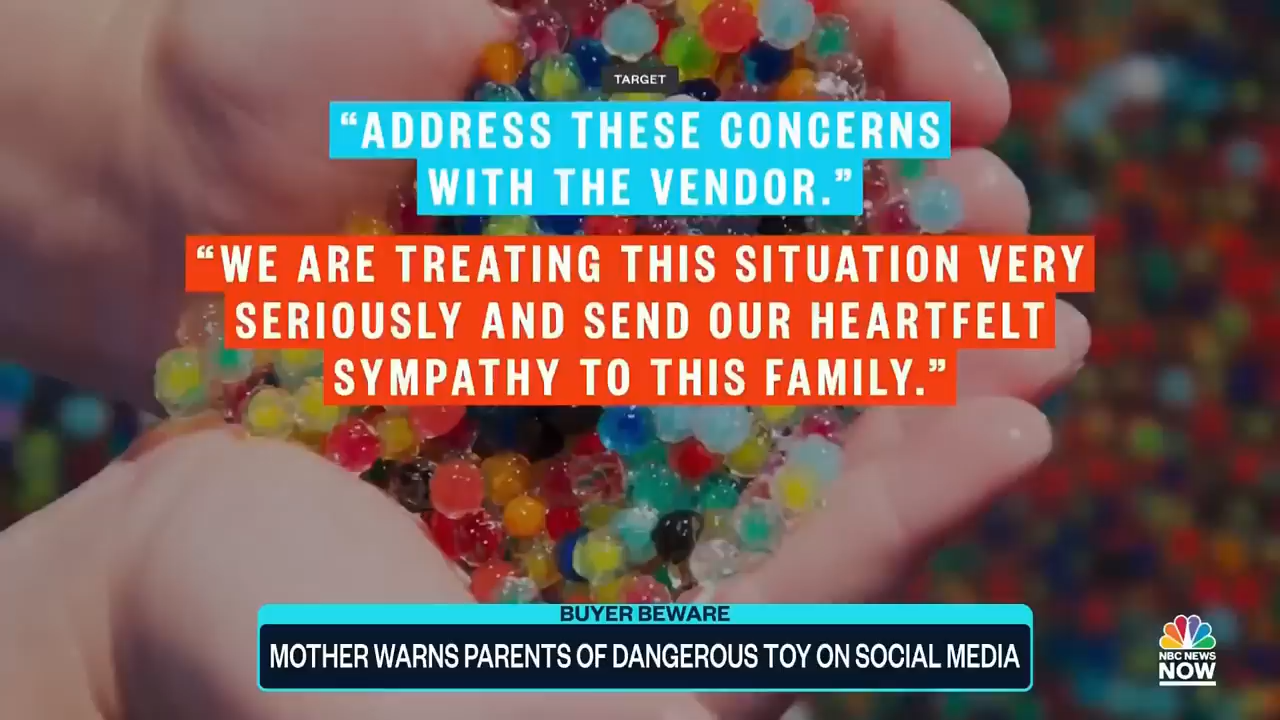 TARGET
“ADDRESS THESE CONCERNS
WITH THE VENDOR.”
“WE ARE TREATING THIS SITUATION VERY
SERIOUSLY AND SEND OUR HEARTFELT
SYMPATHY TO THIS FAMILY.”
BUYER BEWARE
MOTHER WARNS PARENTS OF DANGEROUS TOY ON SOCIAL MEDIA
NBC NEWS
NOW